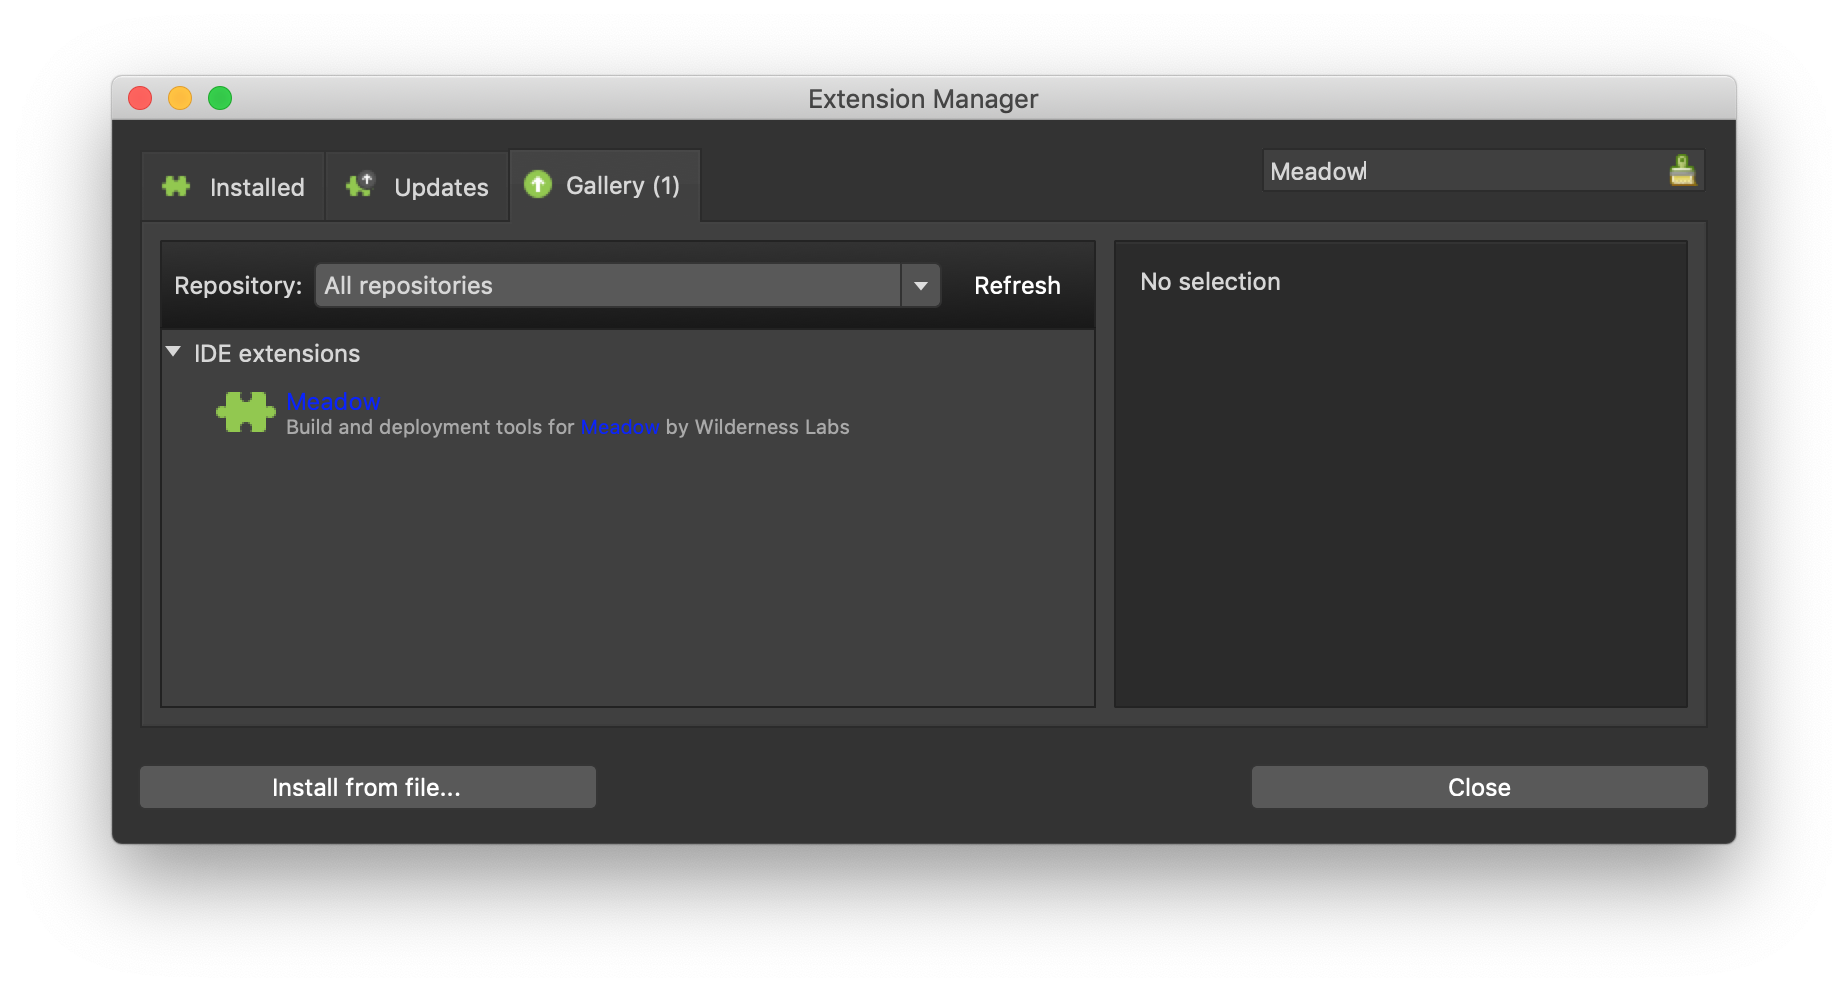 Extension Manager
Installed
Updates
Gallery (1)
Meadow
Repository:
All repositories
Refresh
No selection
IDE extensions
Meadow
Build and deployment tools for Meadow by Wilderness Labs
Install from file...
Close